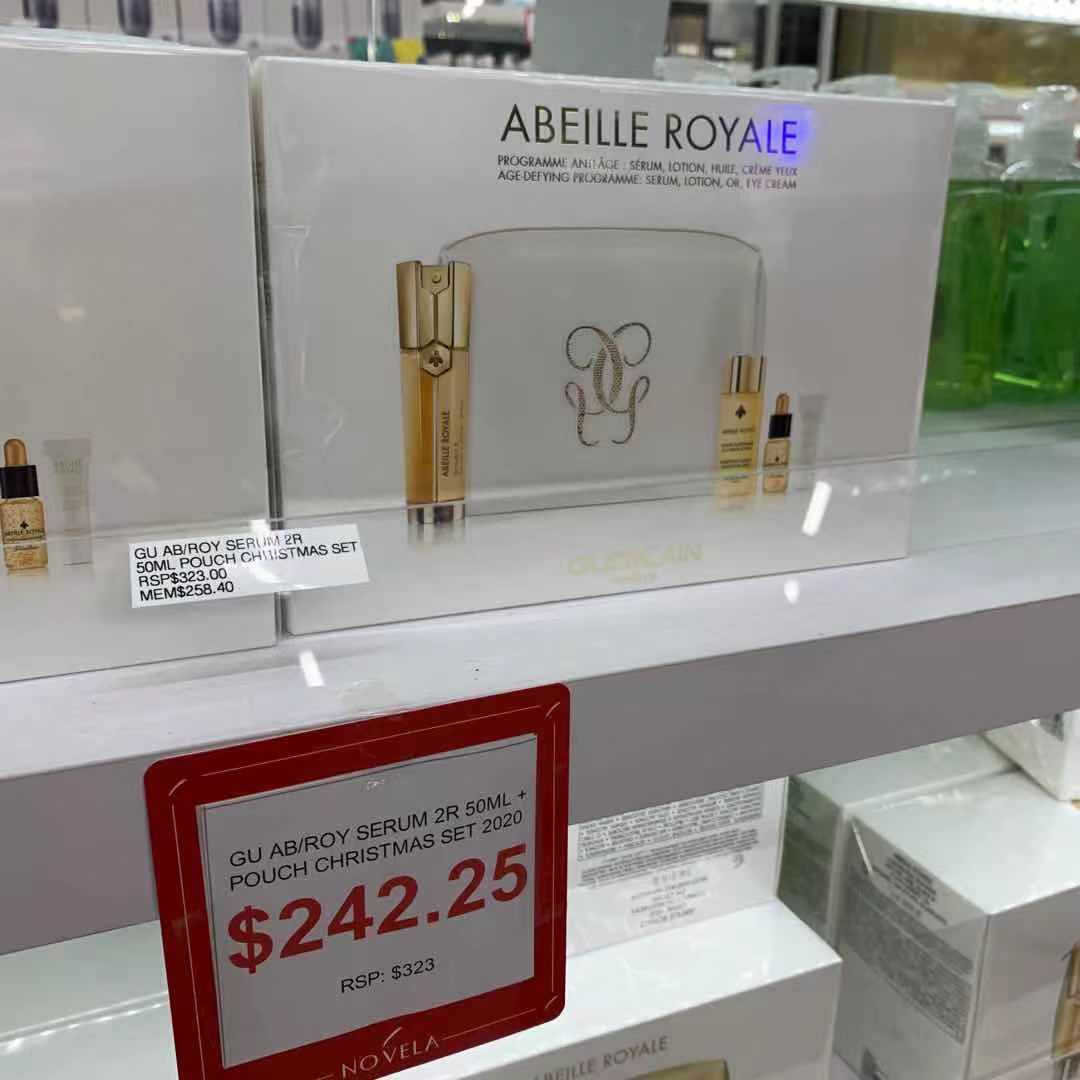 ABEILLE ROYALE
PROGRAMME ANTI-ÂGE : SÉRUM, LOTION, HUILE, CRÈME YEUX
AGE-DEFYING PROGRAMME: SERUM, LOTION, OIL, EYE CREAM
ABEILLE ROYALE
GUERLAIN
GU AB/ROY SERUM 2R
50ML POUCH CHRISTMAS SET
RSP$323.00
MEM$258.40
GU AB/ROY SERUM 2R 50ML +
POUCH CHRISTMAS SET 2020
$242.25
RSP: $323
NOVELA
ABEILLE ROYALE